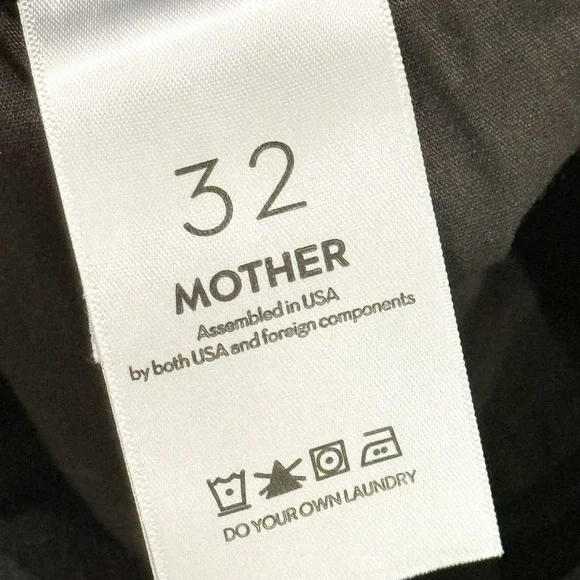 32
MOTHER
Assembled in USA
by both USA and foreign components
DO YOUR OWN LAUNDRY